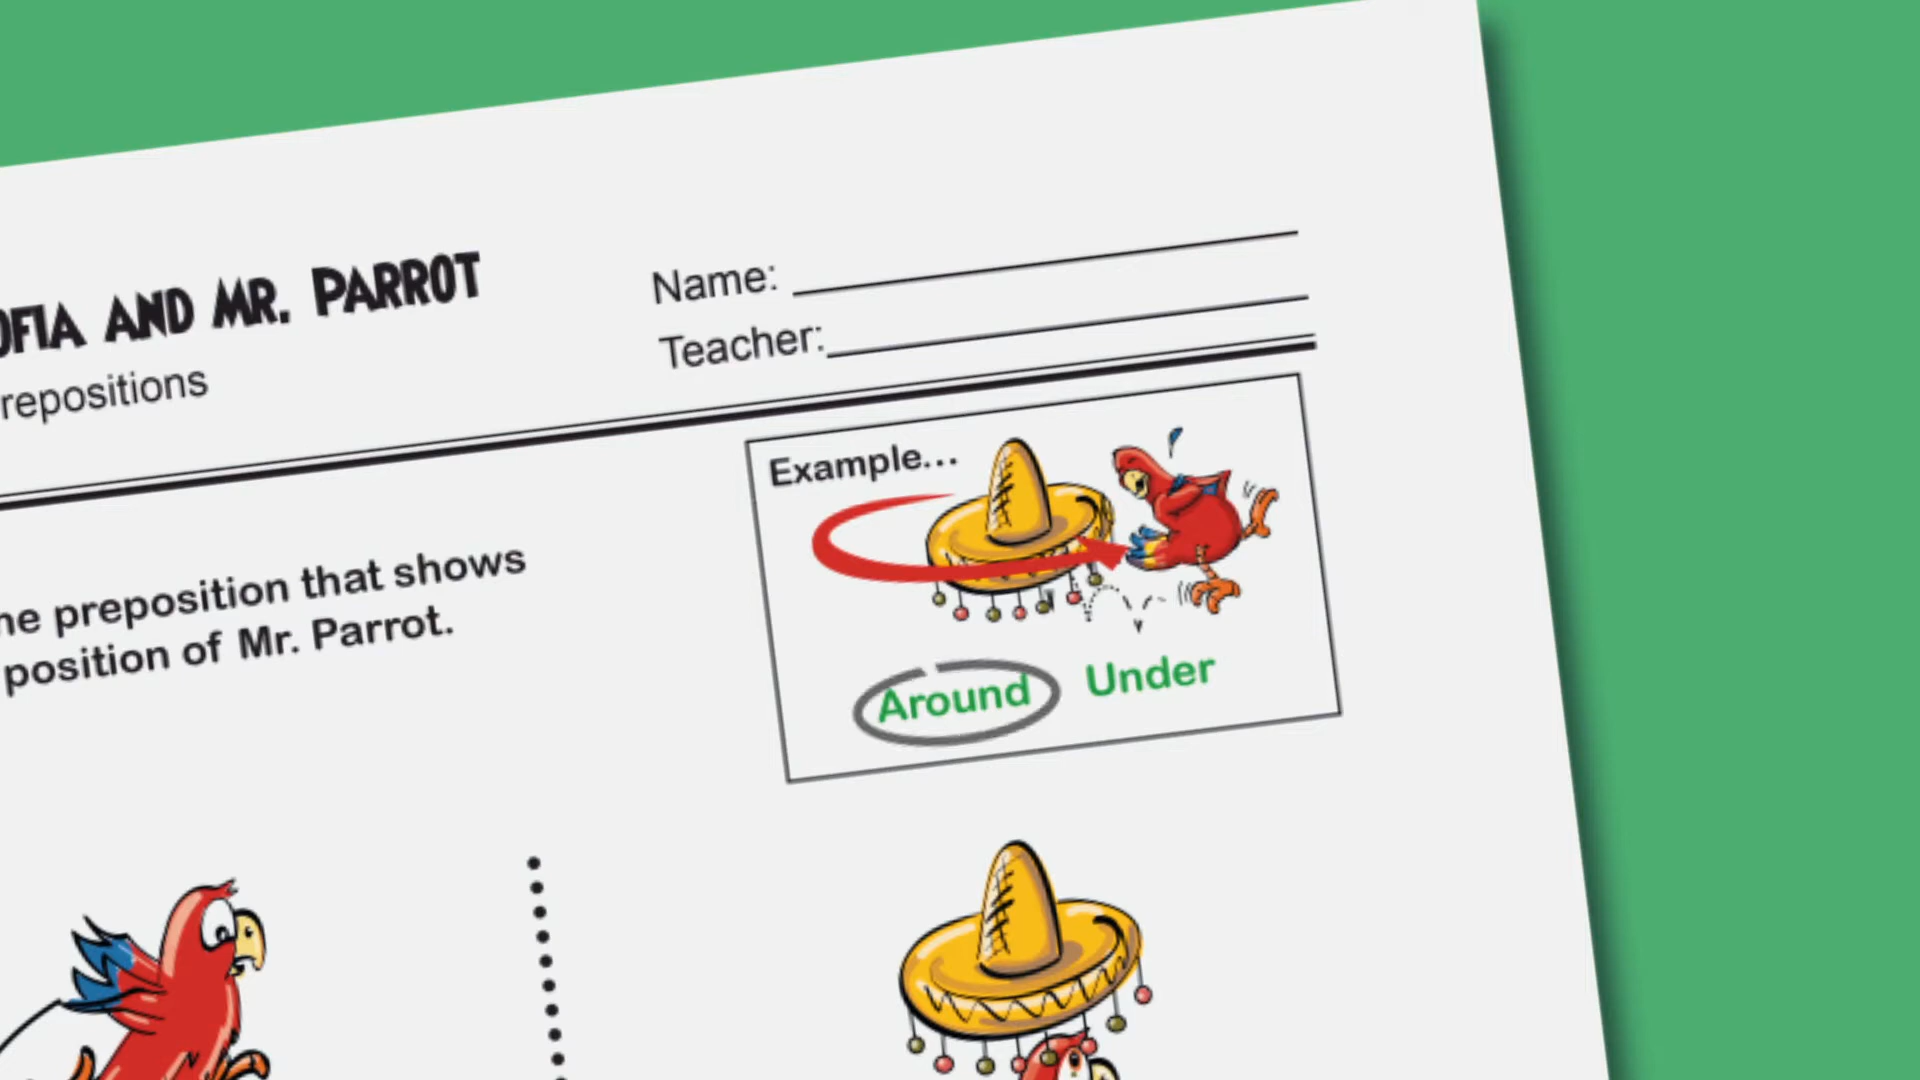 OFIA AND MR. PARROT
repositions
Name:
Teacher:
Example...
Around Under
he preposition that shows
position of Mr. Parrot.